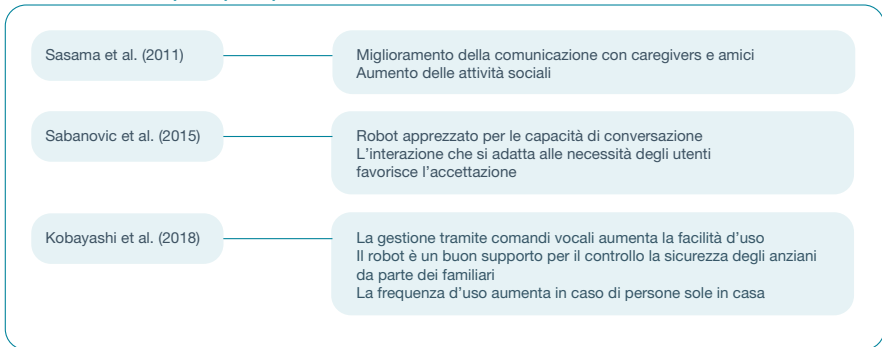 Sasama et al. (2011)
Miglioramento della comunicazione con caregivers e amici
Aumento delle attività sociali
Sabanovic et al. (2015)
Robot apprezzato per le capacità di conversazione
L'interazione che si adatta alle necessità degli utenti
favorisce l'accettazione
Kobayashi et al. (2018)
La gestione tramite comandi vocali aumenta la facilità d'uso
Il robot è un buon supporto per il controllo la sicurezza degli anziani
da parte dei familiari
La frequenza d'uso aumenta in caso di persone sole in casa